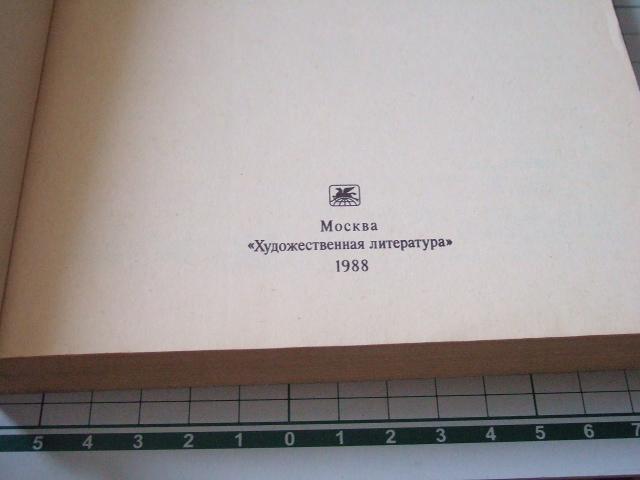 Москва
«Художественная литература»
1988
5 4 3 2 1 0 1 2 3 4 5 6 7